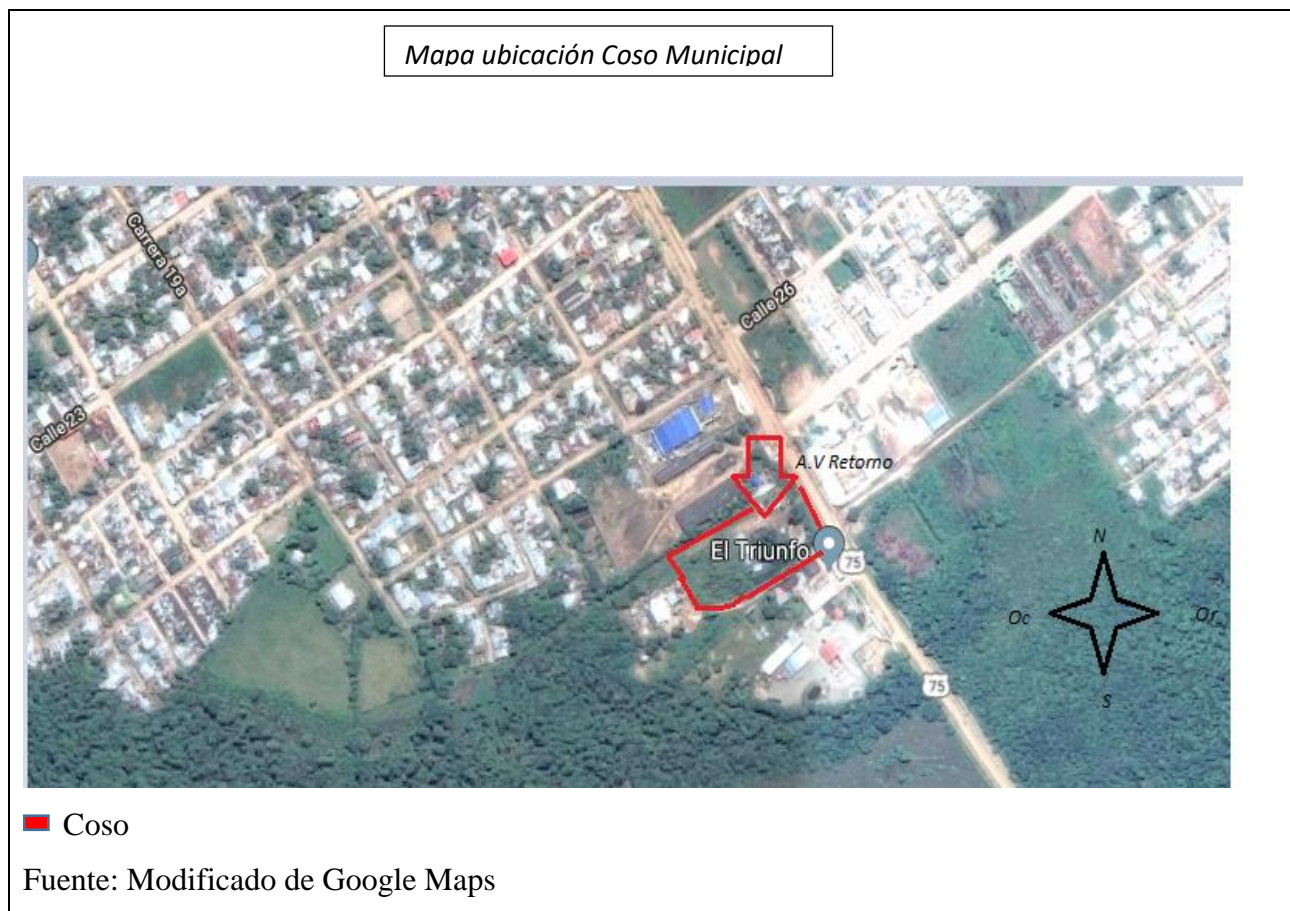 Mapa ubicación Coso Municipal
Carrera 19a
Calle 26
Calle 23
A.V Retorno
El Triunfo
75
N
Oc
Or
75
S
Coso
Fuente: Modificado de Google Maps